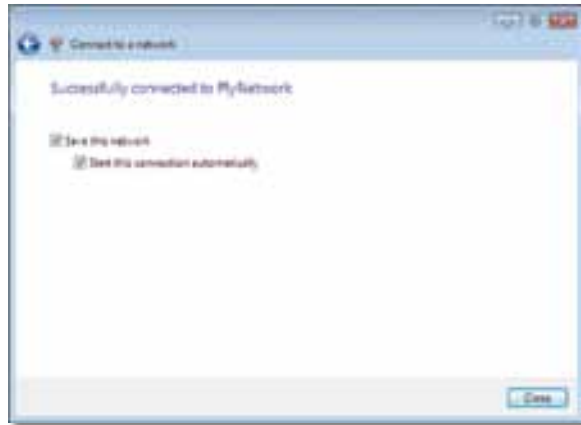 Connect to a network
Successfully connected to MyNetwork
Save this network
Start this connection automatically
Close